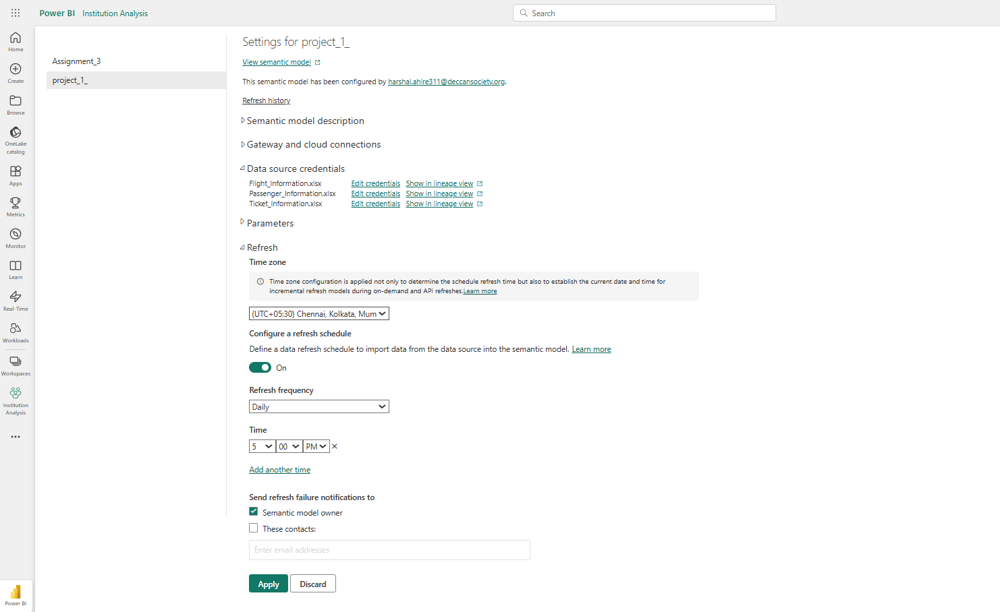 Power BI Institution Analysis
Search
Home
Create
Browse
OneLake
catalog
Apps
Metrics
Monitor
Learn
Real-Time
Workloads
Workspaces
Institution
Analysis
Power BI
Assignment_3
project_1_
Settings for project_1_
View semantic model
This semantic model has been configured by harshal.ahire311@deccansociety.org.
Refresh history
Semantic model description
Gateway and cloud connections
Data source credentials
Flight_Information.xlsx Edit credentials Show in lineage view
Passenger_Information.xlsx Edit credentials Show in lineage view
Ticket_Information.xlsx Edit credentials Show in lineage view
Parameters
Refresh
Time zone
Time zone configuration is applied not only to determine the schedule refresh time but also to establish the current date and time for
incremental refresh models during on-demand and API refreshes.Learn more
(UTC+05:30) Chennai, Kolkata, Mum
Configure a refresh schedule
Define a data refresh schedule to import data from the data source into the semantic model. Learn more
On
Refresh frequency
Daily
Time
5 00 PM
Add another time
Send refresh failure notifications to
Semantic model owner
These contacts:
Enter email addresses
Apply Discard